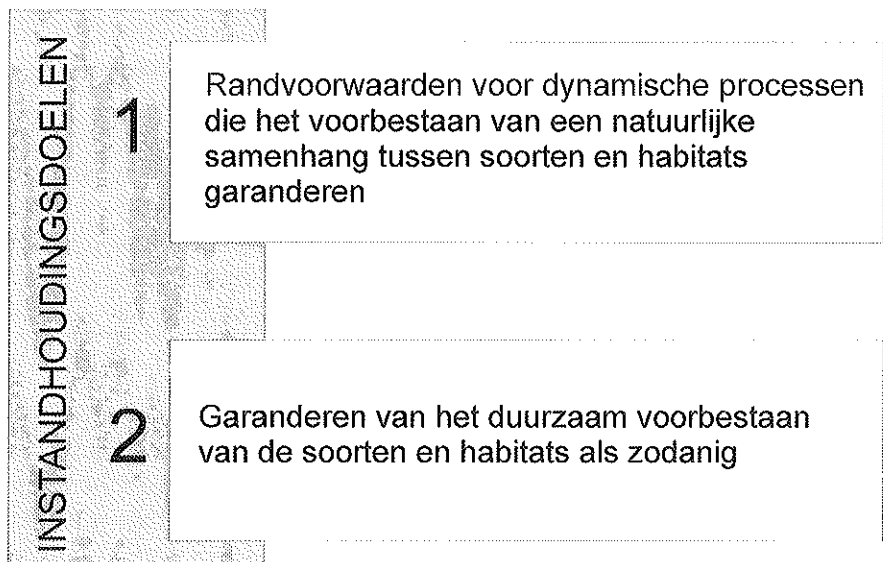 INSTANDHOUDINGSDOELEN
1
Randvoorwaarden voor dynamische processen
die het voorbestaan van een natuurlijke
samenhang tussen soorten en habitats
garanderen
2
Garanderen van het duurzaam voorbestaan
van de soorten en habitats als zodanig